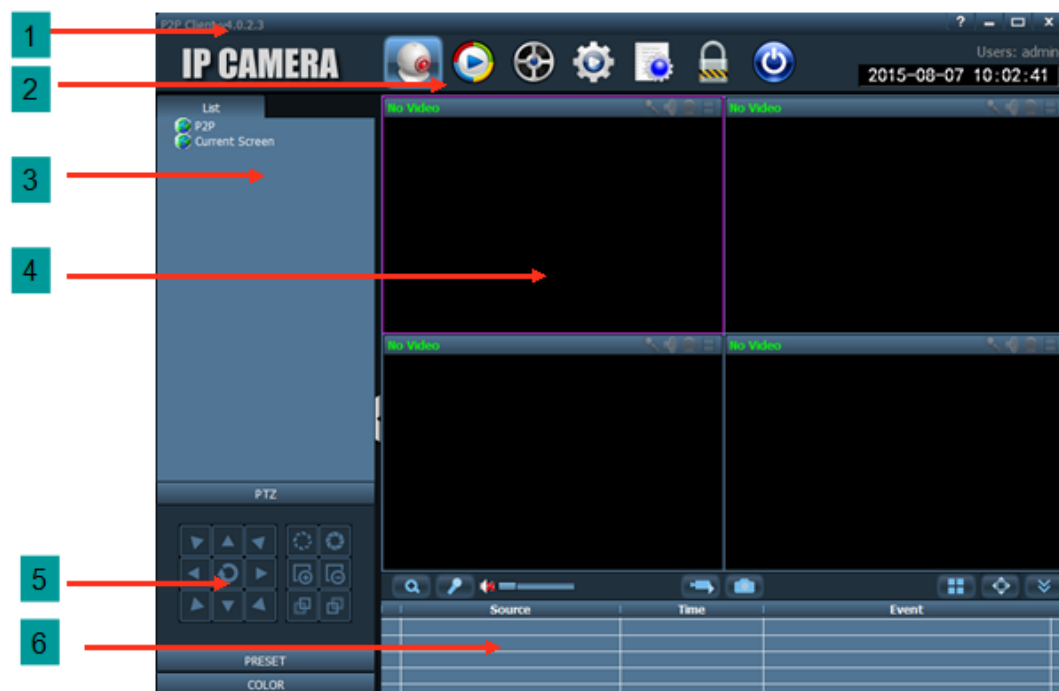 1
P2P Client v4.0.2.3
?
2
IP CAMERA
Users: admin
2015-08-07 10:02:41
List
P2P
Current Screen
No Video
No Video
3
4
No Video
No Video
PTZ
5
Source Time Event
6
PRESET
COLOR